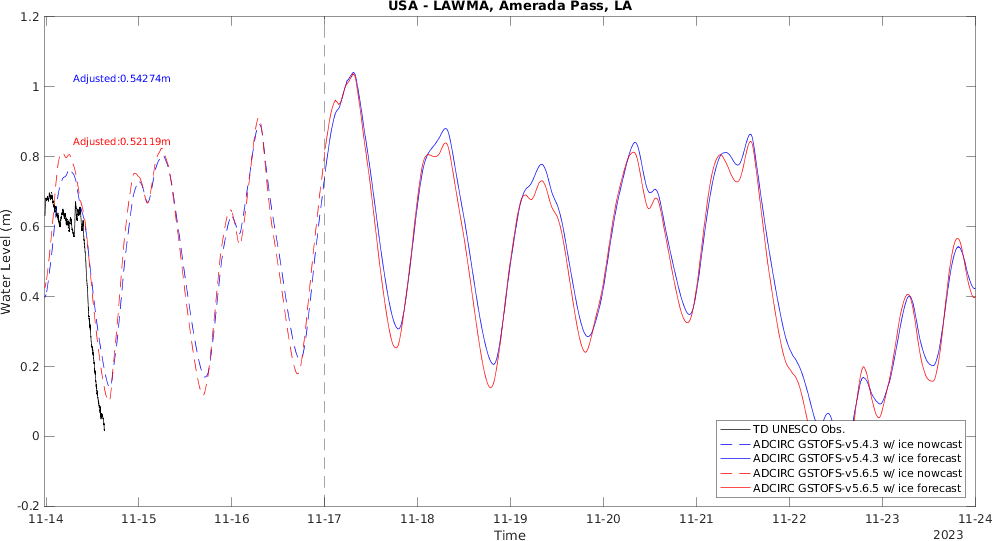 USA - LAWMA, Amerada Pass, LA
1.2
1
0.8
0.6
0.4
0.2
0
-0.2
Water Level (m)
Adjusted:0.54274m
Adjusted:0.52119m
TD UNESCO Obs.
ADCIRC GSTOFS-v5.4.3 w/ ice nowcast
ADCIRC GSTOFS-v5.4.3 w/ ice forecast
ADCIRC GSTOFS-v5.6.5 w/ ice nowcast
ADCIRC GSTOFS-v5.6.5 w/ ice forecast
11-14 11-15 11-16 11-17 11-18 11-19 11-20 11-21 11-22 11-23 11-24
Time
2023